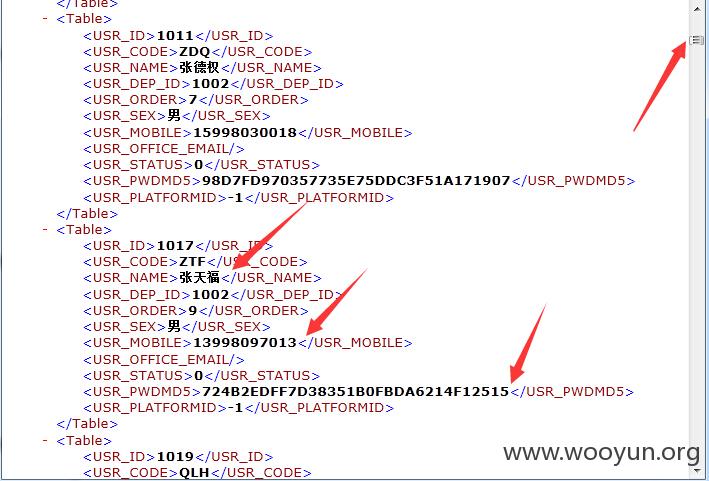 </Table>
- <Table>
<USR_ID>1011</USR_ID>
<USR_CODE>ZDQ</USR_CODE>
<USR_NAME>张德权</USR_NAME>
<USR_DEP_ID>1002</USR_DEP_ID>
<USR_ORDER>7</USR_ORDER>
<USR_SEX>男</USR_SEX>
<USR_MOBILE>15998030018</USR_MOBILE>
<USR_OFFICE_EMAIL/>
<USR_STATUS>0</USR_STATUS>
<USR_PWDMD5>98D7FD970357735E75DDC3F51A171907</USR_PWDMD5>
<USR_PLATFORMID>-1</USR_PLATFORMID>
</Table>
- <Table>
<USR_ID>1017</USR_ID>
<USR_CODE>ZTF</USR_CODE>
<USR_NAME>张天福</USR_NAME>
<USR_DEP_ID>1002</USR_DEP_ID>
<USR_ORDER>9</USR_ORDER>
<USR_SEX>男</USR_SEX>
<USR_MOBILE>13998097013</USR_MOBILE>
<USR_OFFICE_EMAIL/>
<USR_STATUS>0</USR_STATUS>
<USR_PWDMD5>724B2EDFF7D38351B0FBDA6214F12515</USR_PWDMD5>
<USR_PLATFORMID>-1</USR_PLATFORMID>
</Table>
- <Table>
<USR_ID>1019</USR_ID>
<USR_CODE>QLH</USR_CODE>
www.wooyun.org